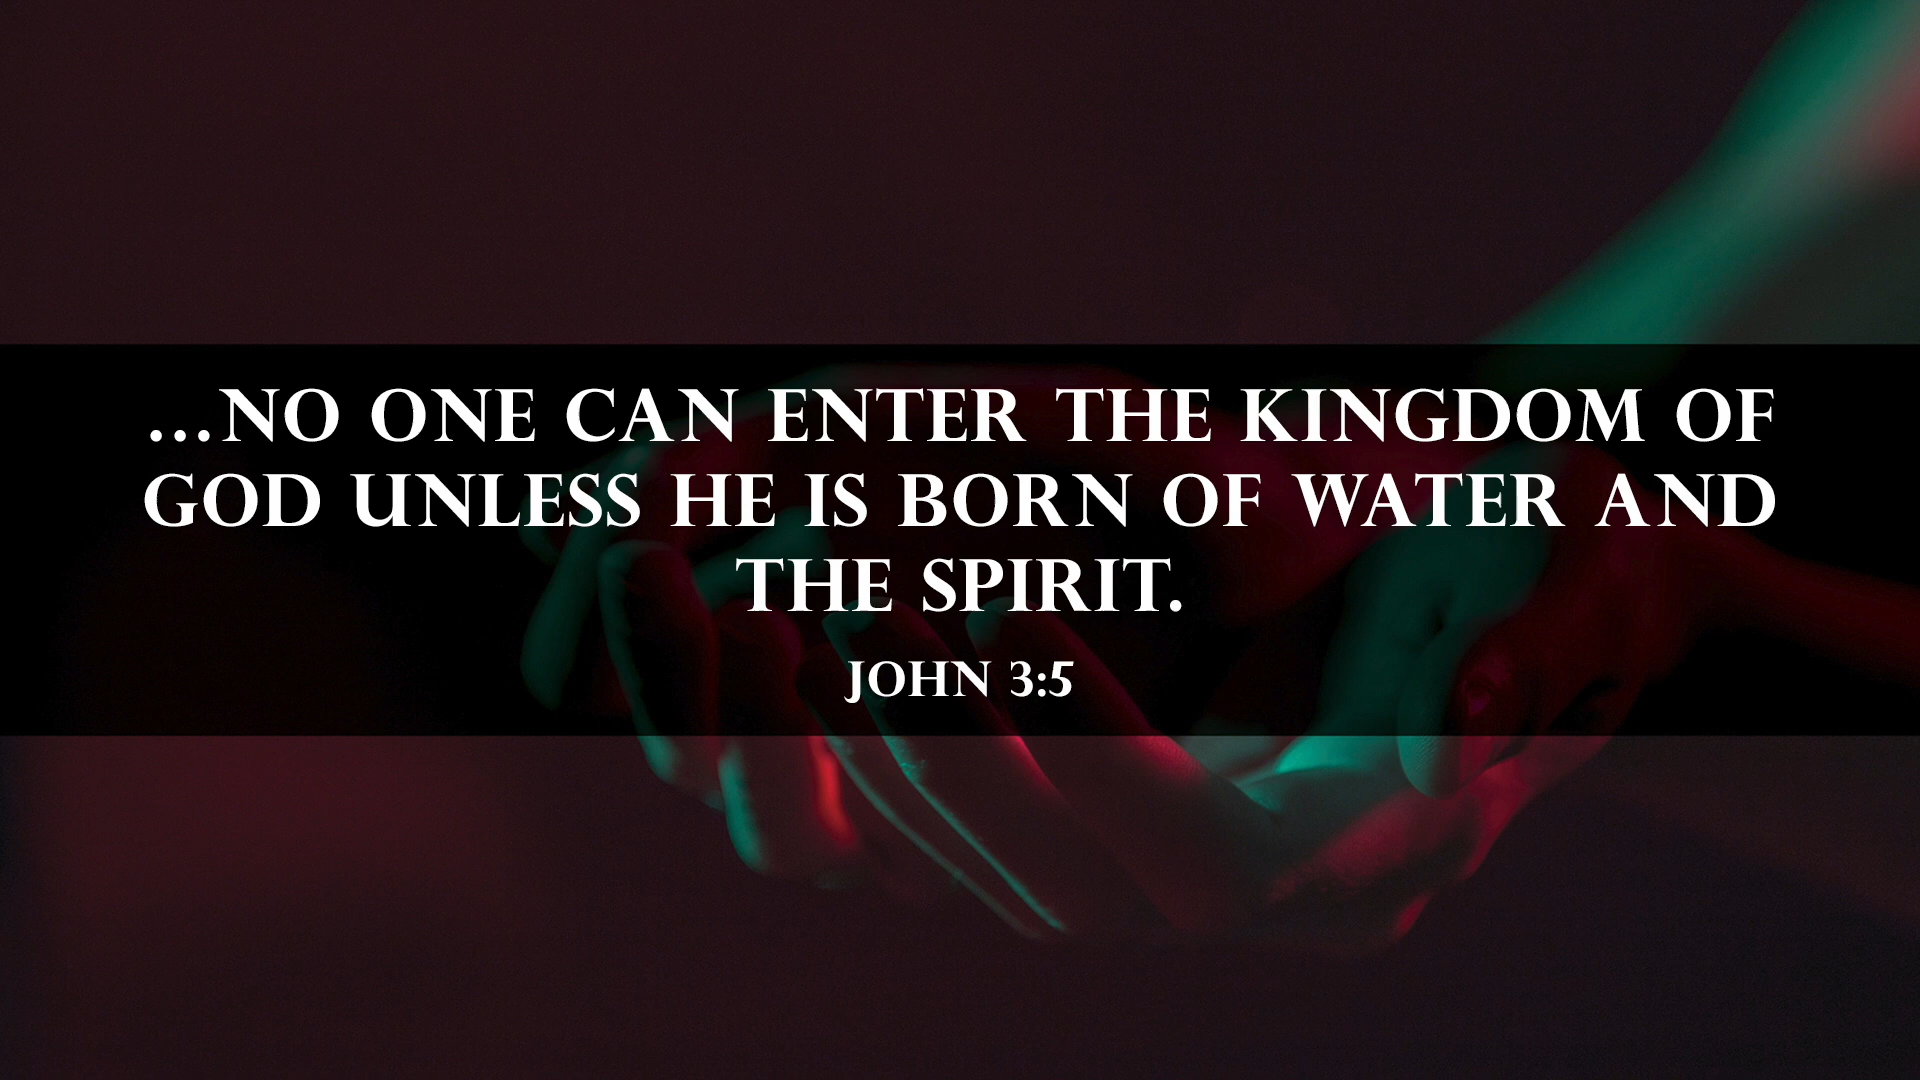 ...NO ONE CAN ENTER THE KINGDOM OF
GOD UNLESS HE IS BORN OF WATER AND
THE SPIRIT.
JOHN 3:5